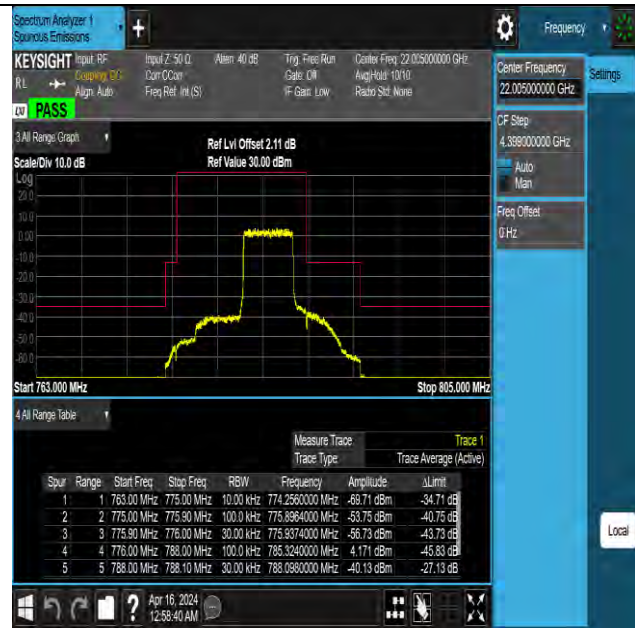 Spectrum Analyzer 1
Spurious Emissions
Frequency
KEYSIGHT Input: RF Input Z: 50 Ω Atten: 40 dB Trig: Free Run Center Freq: 22.005000000 GHz
RL Coupling: DC Corr CCorr Gate: Off Avg|Hold: 10/10
Align: Auto Freq Ref: Int (S) IF Gain: Low Radio Std: None
PASS
Center Frequency
22.005000000 GHz
Settings
CF Step
4.399000000 GHz
Auto
Man
Freq Offset
0 Hz
3 All Range Graph
Ref Lvl Offset 2.11 dB
Scale/Div 10.0 dB Ref Value 30.00 dBm
Log
20.0
10.0
0.00
-10.0
-20.0
-30.0
-40.0
-50.0
-60.0
Start 763.000 MHz Stop 805.000 MHz
4 All Range Table
Measure Trace Trace 1
Trace Type Trace Average (Active)
Spur Range Start Freq Stop Freq RBW Frequency Amplitude ΔLimit
1 1 763.00 MHz 775.00 MHz 10.00 kHz 774.2560000 MHz -69.71 dBm -34.71 dB
2 2 775.00 MHz 775.90 MHz 100.0 kHz 775.8964000 MHz -53.75 dBm -40.75 dB
3 3 775.90 MHz 776.00 MHz 30.00 kHz 775.9374000 MHz -56.73 dBm -43.73 dB
4 4 776.00 MHz 788.00 MHz 100.0 kHz 785.3240000 MHz 4.171 dBm -45.83 dB
5 5 788.00 MHz 788.10 MHz 30.00 kHz 788.0980000 MHz -40.13 dBm -27.13 dB
Local
?
Apr 16, 2024
12:58:40 AM